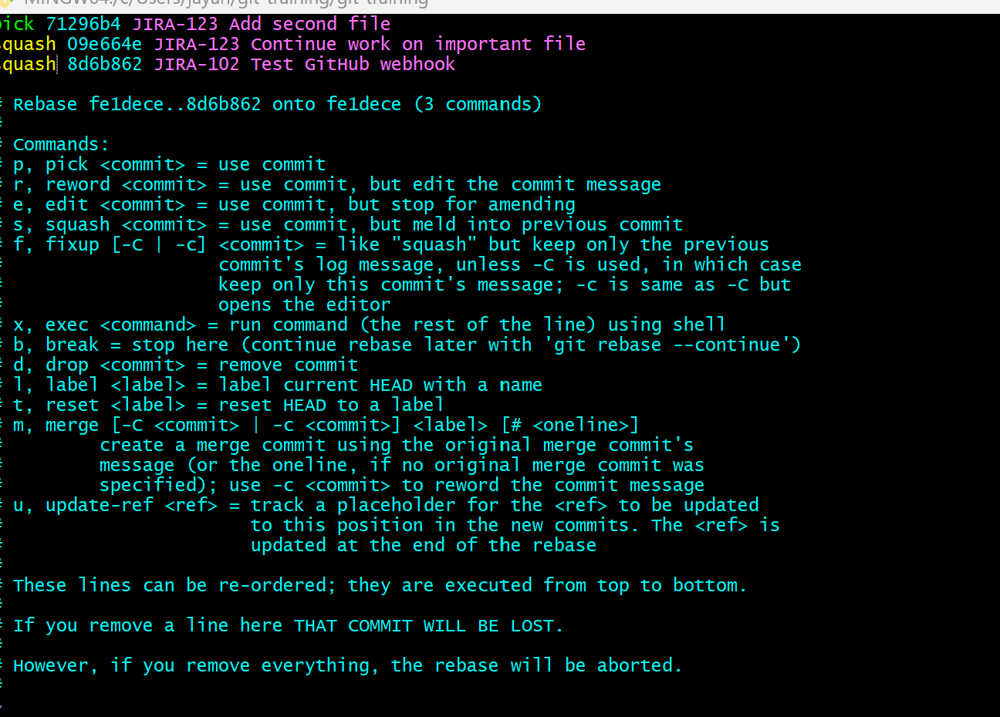 MINGW64:/c/Users/jayan/git-training/git-training
pick 71296b4 JIRA-123 Add second file
squash 09e664e JIRA-123 Continue work on important file
squash 8d6b862 JIRA-102 Test GitHub webhook
# Rebase fe1dece..8d6b862 onto fe1dece (3 commands)
#
# Commands:
# p, pick <commit> = use commit
# r, reword <commit> = use commit, but edit the commit message
# e, edit <commit> = use commit, but stop for amending
# s, squash <commit> = use commit, but meld into previous commit
# f, fixup [-C | -c] <commit> = like "squash" but keep only the previous
#                    commit's log message, unless -C is used, in which case
#                    keep only this commit's message; -c is same as -C but
#                    opens the editor
# x, exec <command> = run command (the rest of the line) using shell
# b, break = stop here (continue rebase later with 'git rebase --continue')
# d, drop <commit> = remove commit
# l, label <label> = label current HEAD with a name
# t, reset <label> = reset HEAD to a label
# m, merge [-C <commit> | -c <commit>] <label> [# <oneline>]
#         create a merge commit using the original merge commit's
#         message (or the oneline, if no original merge commit was
#         specified); use -c <commit> to reword the commit message
# u, update-ref <ref> = track a placeholder for the <ref> to be updated
#                       to this position in the new commits. The <ref> is
#                       updated at the end of the rebase
#
# These lines can be re-ordered; they are executed from top to bottom.
#
# If you remove a line here THAT COMMIT WILL BE LOST.
#
# However, if you remove everything, the rebase will be aborted.
#
~